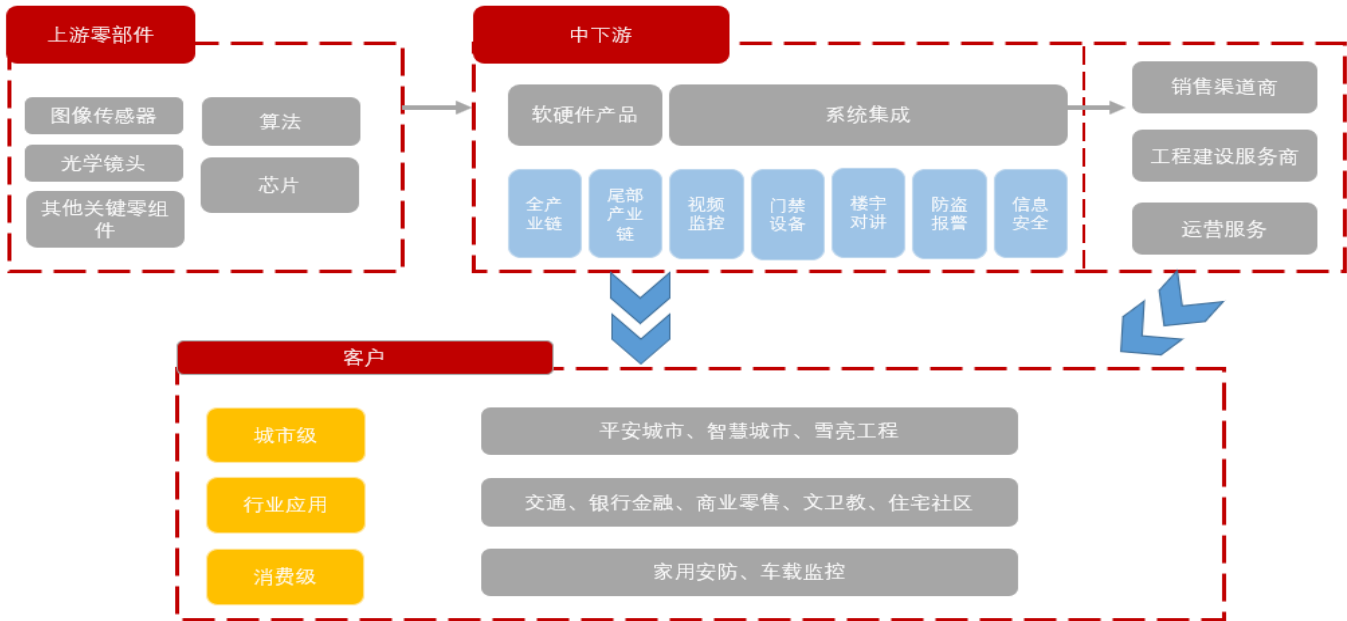 上游零部件
图像传感器
光学镜头
其他关键零组
件
算法
芯片
中下游
软硬件产品
系统集成
全产
业链
尾部
产业
链
视频
监控
门禁
设备
楼宇
对讲
防盗
报警
信息
安全
销售渠道商
工程建设服务商
运营服务
客户
城市级
平安城市、智慧城市、雪亮工程
行业应用
交通、银行金融、商业零售、文卫教、住宅社区
消费级
家用安防、车载监控